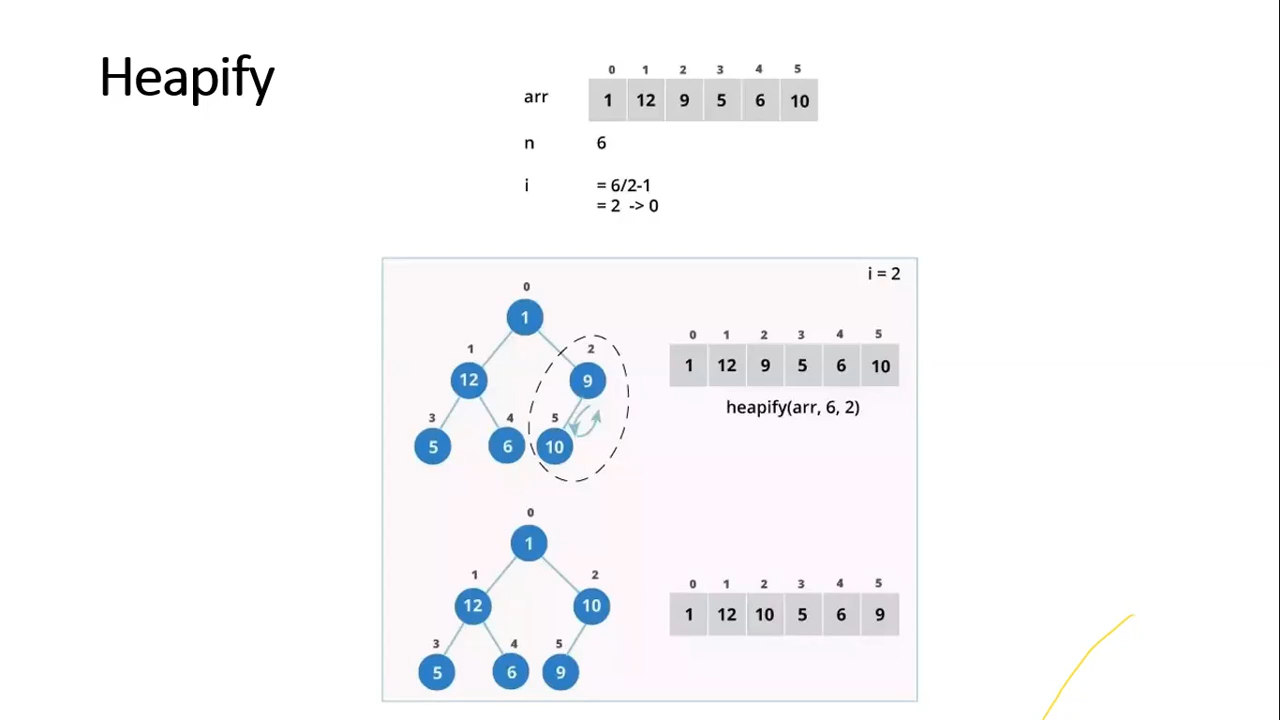 Heapify
0 1 2 3 4 5
arr 1 12 9 5 6 10
n 6
i = 6/2-1
= 2 -> 0
i = 2
0
1
1 2
12 9
3 4 5
5 6 10
0 1 2 3 4 5
1 12 9 5 6 10
heapify(arr, 6, 2)
0
1
1 2
12 10
3 4 5
5 6 9
0 1 2 3 4 5
1 12 10 5 6 9